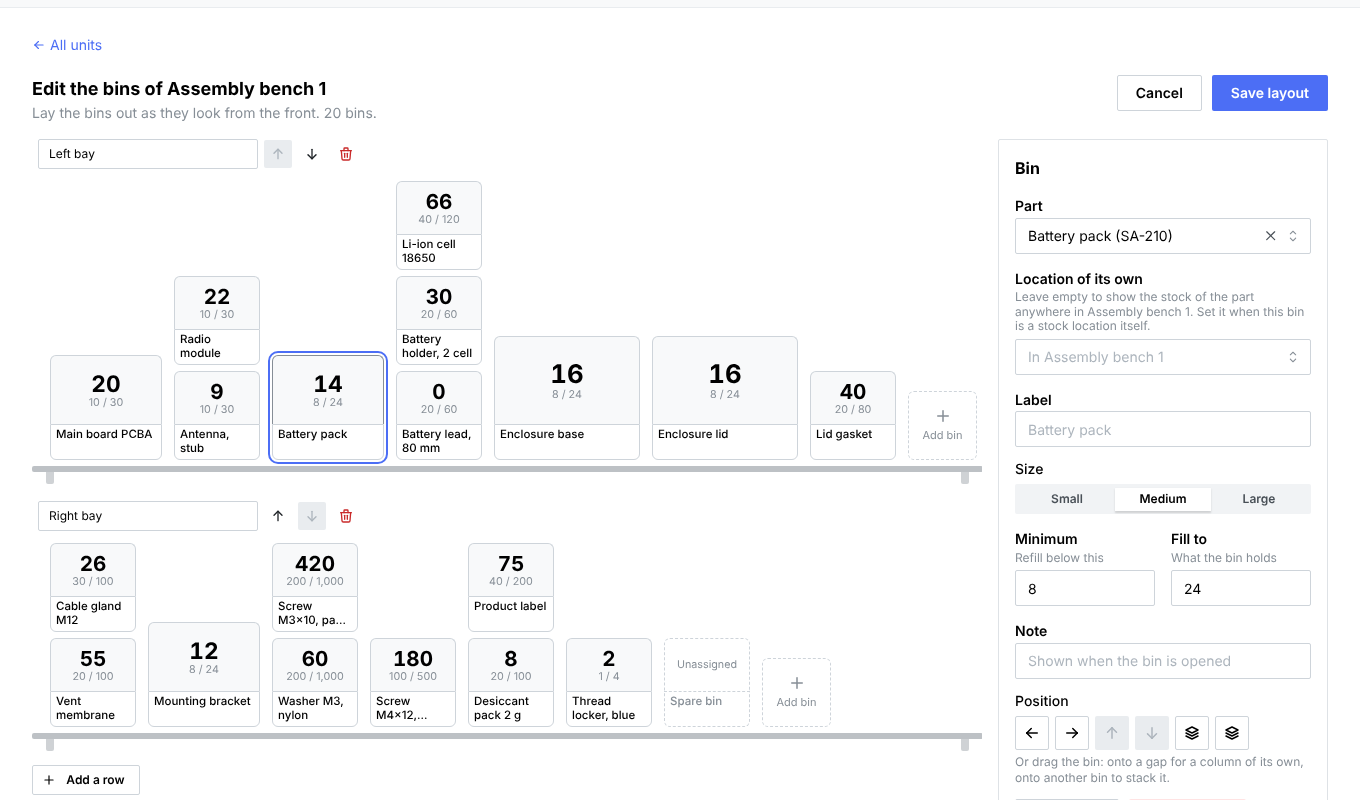 All units
Edit the bins of Assembly bench 1
Lay the bins out as they look from the front. 20 bins.
Cancel
Save layout
Left bay
66
40 / 120
Li-ion cell
18650
22
10 / 30
Radio
module
30
20 / 60
Battery
holder, 2 cell
20
10 / 30
Main board PCBA
9
10 / 30
Antenna,
stub
14
8 / 24
Battery pack
0
20 / 60
Battery lead,
80 mm
16
8 / 24
Enclosure base
16
8 / 24
Enclosure lid
40
20 / 80
Lid gasket
Add bin
Right bay
26
30 / 100
Cable gland
M12
420
200 / 1,000
Screw
M3×10, pa...
75
40 / 200
Product label
55
20 / 100
Vent
membrane
12
8 / 24
Mounting bracket
60
200 / 1,000
Washer M3,
nylon
180
100 / 500
Screw
M4×12,...
8
20 / 100
Desiccant
pack 2 g
2
1 / 4
Thread
locker, blue
Unassigned
Spare bin
Add bin
Add a row
Bin
Part
Battery pack (SA-210)
Location of its own
Leave empty to show the stock of the part
anywhere in Assembly bench 1. Set it when this bin
is a stock location itself.
In Assembly bench 1
Label
Battery pack
Size
Small Medium Large
Minimum
Refill below this
8
Fill to
What the bin holds
24
Note
Shown when the bin is opened
Position
Or drag the bin: onto a gap for a column of its own,
onto another bin to stack it.